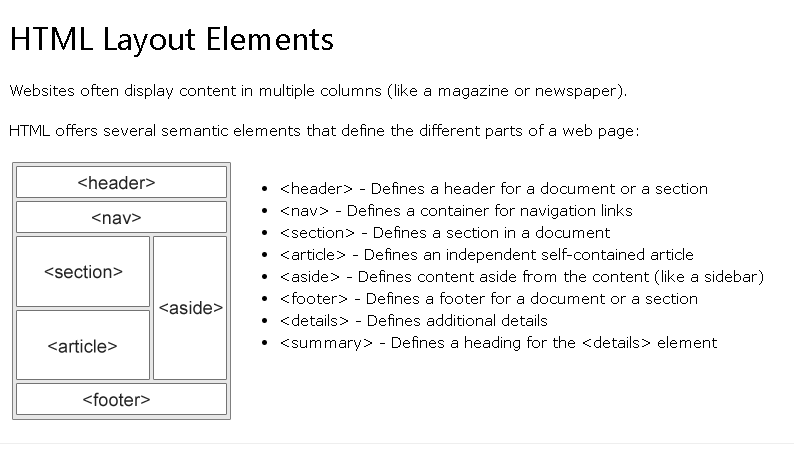 HTML Layout Elements
Websites often display content in multiple columns (like a magazine or newspaper).
HTML offers several semantic elements that define the different parts of a web page:
<header>
<nav>
<section>
<aside>
<article>
<footer>
• <header> - Defines a header for a document or a section
• <nav> - Defines a container for navigation links
• <section> - Defines a section in a document
• <article> - Defines an independent self-contained article
• <aside> - Defines content aside from the content (like a sidebar)
• <footer> - Defines a footer for a document or a section
• <details> - Defines additional details
• <summary> - Defines a heading for the <details> element